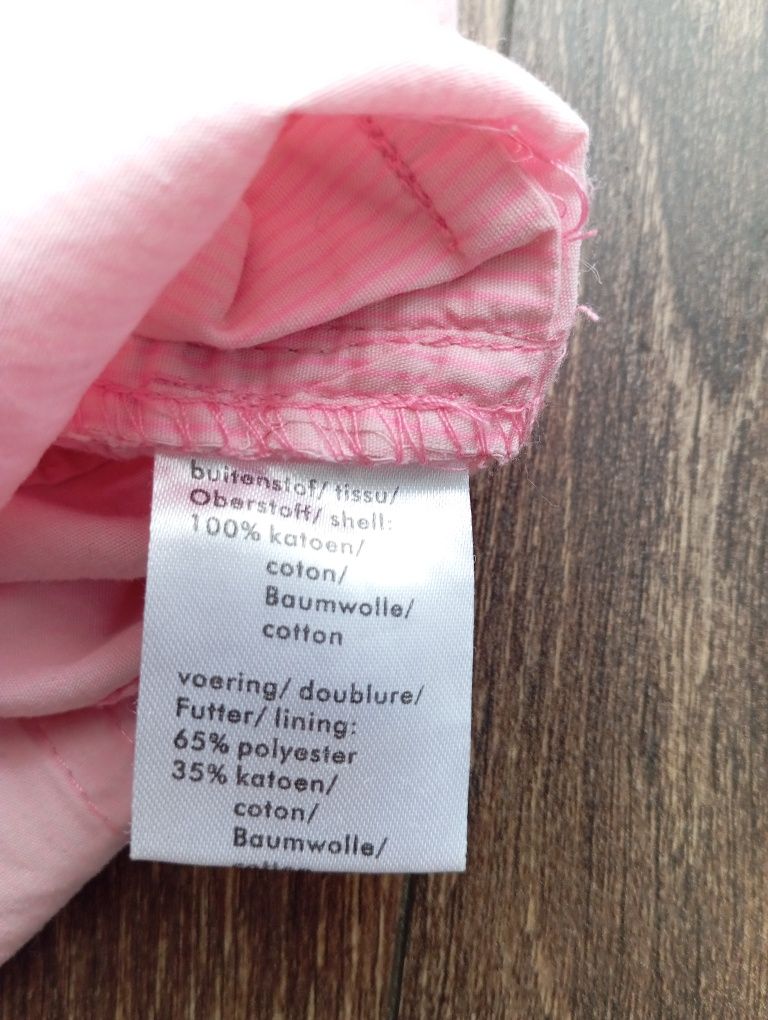 buitenstof/ tissu/
Oberstoff/ shell:
100% katoen/
coton/
Baumwolle/
cotton
voering/ doublure/
Futter/ lining:
65% polyester
35% katoen/
coton/
Baumwolle/